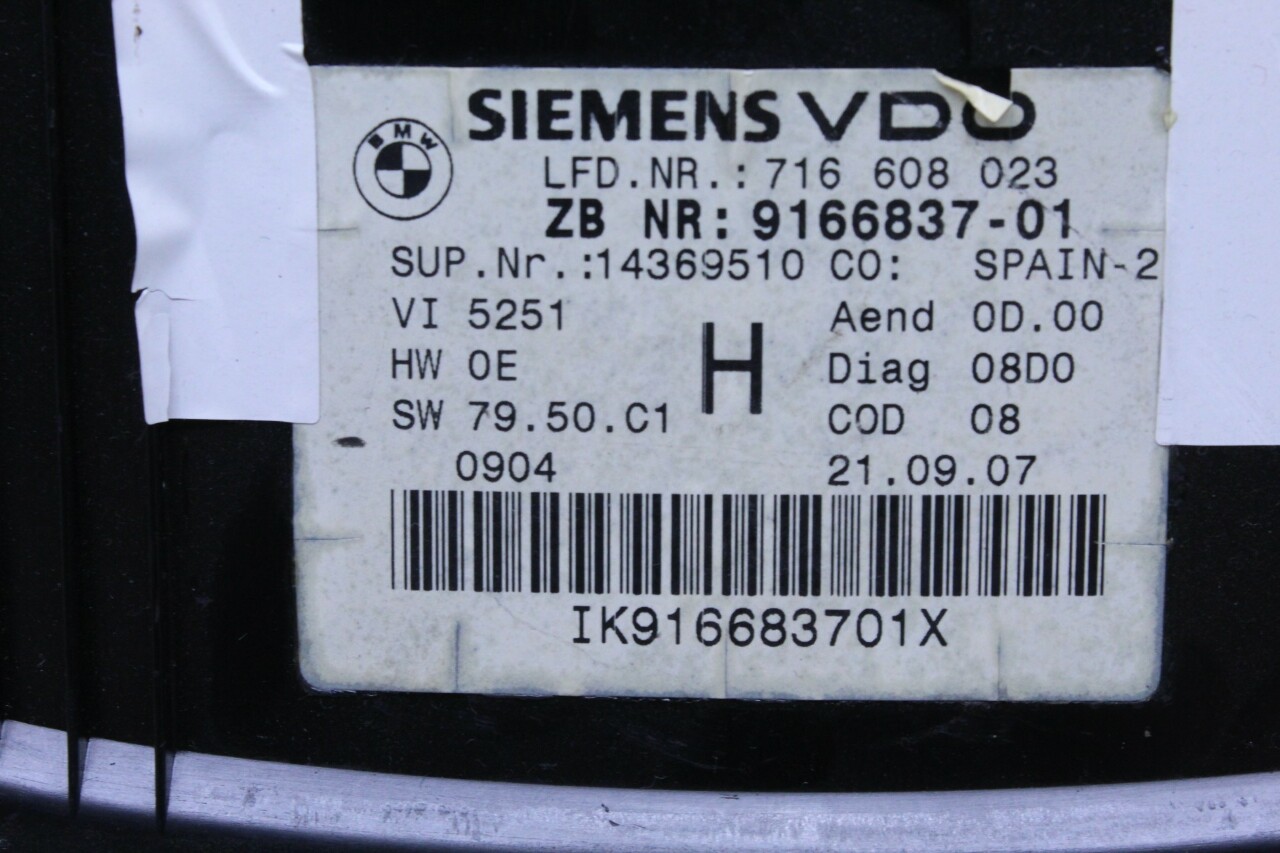 SIEMENS VDO
BMW
LFD.NR.:716 608 023
ZB NR:9166837-01
SUP.Nr.:14369510 CO: SPAIN-2
VI 5251 Aend 0D.00
HW 0E H Diag 08D0
SW 79.50.C1 COD 08
0904 21.09.07
IK916683701X